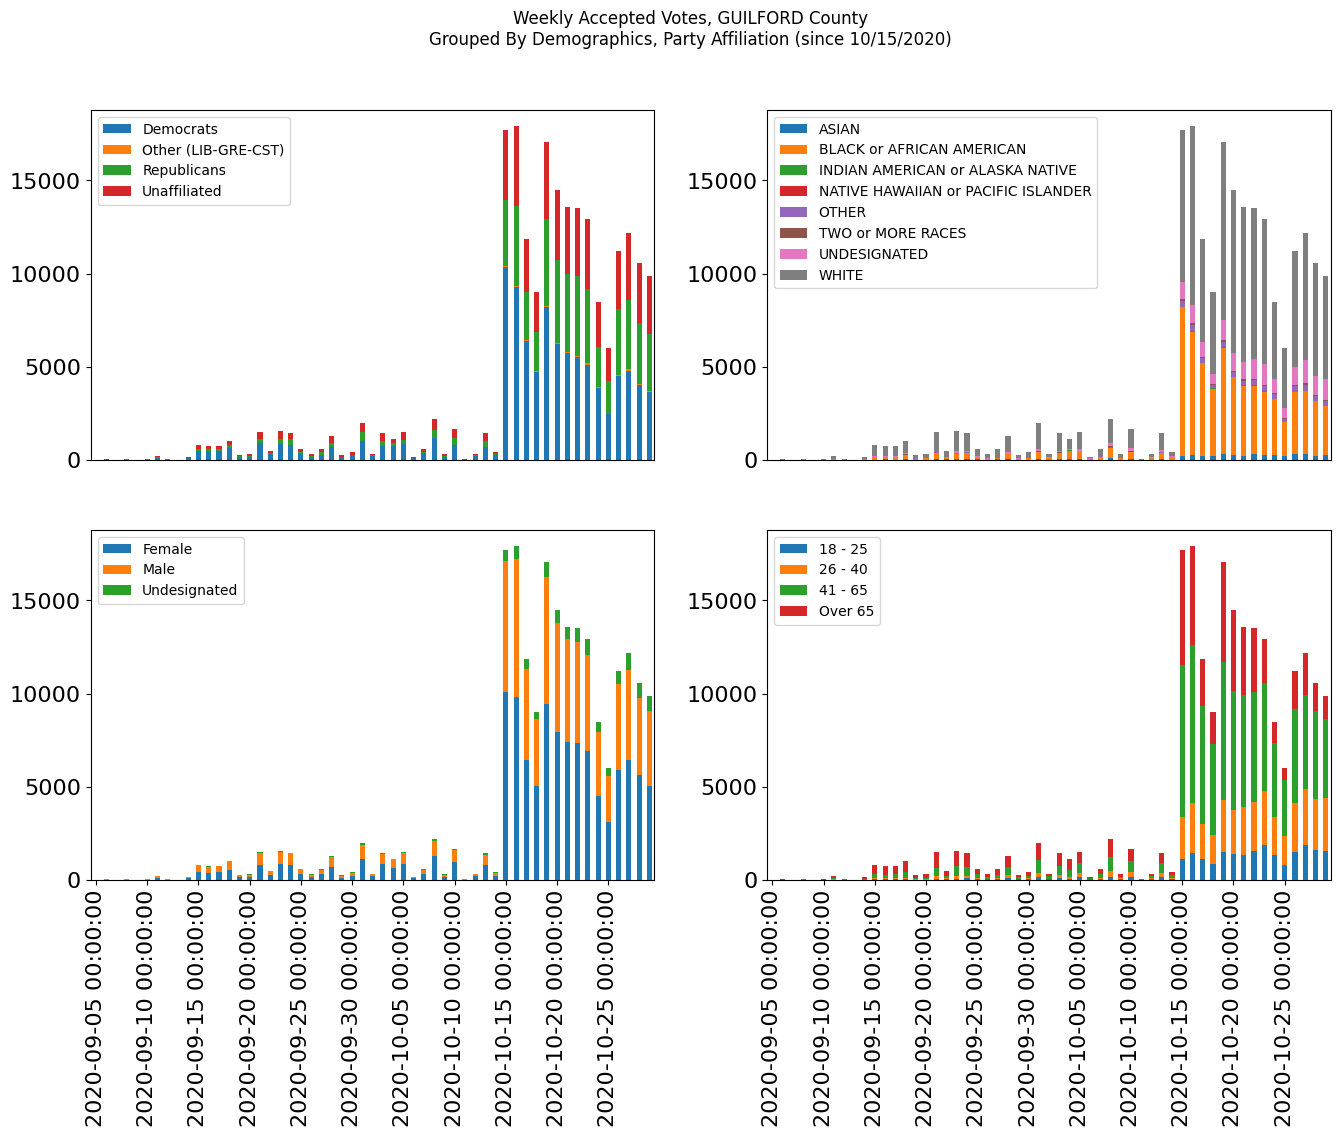 Weekly Accepted Votes, GUILFORD County
Grouped By Demographics, Party Affiliation (since 10/15/2020)
Democrats
Other (LIB-GRE-CST)
Republicans
Unaffiliated
15000
10000
5000
0
ASIAN
BLACK or AFRICAN AMERICAN
INDIAN AMERICAN or ALASKA NATIVE
NATIVE HAWAIIAN or PACIFIC ISLANDER
OTHER
TWO or MORE RACES
UNDESIGNATED
WHITE
15000
10000
5000
0
Female
Male
Undesignated
15000
10000
5000
0
2020-09-05 00:00:00
2020-09-10 00:00:00
2020-09-15 00:00:00
2020-09-20 00:00:00
2020-09-25 00:00:00
2020-09-30 00:00:00
2020-10-05 00:00:00
2020-10-10 00:00:00
2020-10-15 00:00:00
2020-10-20 00:00:00
2020-10-25 00:00:00
18 - 25
26 - 40
41 - 65
Over 65
15000
10000
5000
0
2020-09-05 00:00:00
2020-09-10 00:00:00
2020-09-15 00:00:00
2020-09-20 00:00:00
2020-09-25 00:00:00
2020-09-30 00:00:00
2020-10-05 00:00:00
2020-10-10 00:00:00
2020-10-15 00:00:00
2020-10-20 00:00:00
2020-10-25 00:00:00